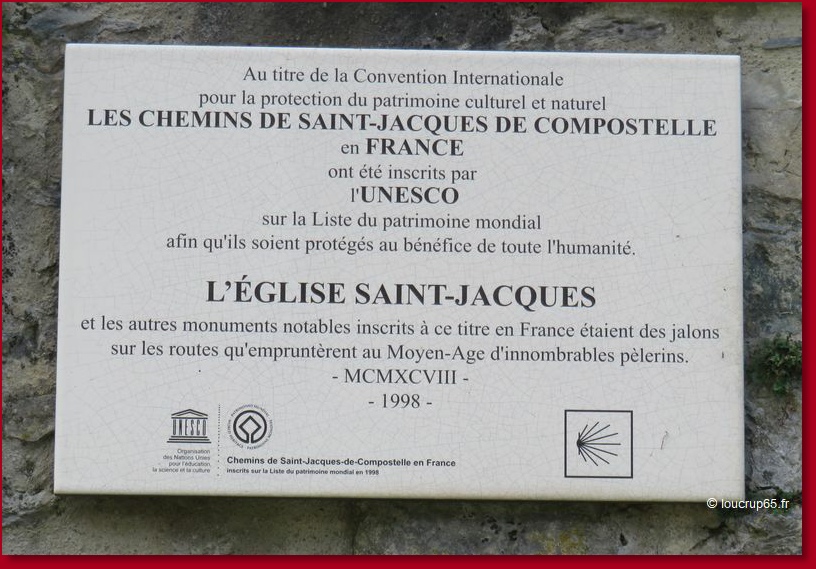 Au titre de la Convention Internationale
pour la protection du patrimoine culturel et naturel
LES CHEMINS DE SAINT-JACQUES DE COMPOSTELLE
en FRANCE
ont été inscrits par
l'UNESCO
sur la Liste du patrimoine mondial
afin qu'ils soient protégés au bénéfice de toute l'humanité.
L'ÉGLISE SAINT-JACQUES
et les autres monuments notables inscrits à ce titre en France étaient des jalons
sur les routes qu'empruntèrent au Moyen-Age d'innombrables pèlerins.
- MCMXCVIII -
- 1998 -
UNESCO
Organisation
des Nations Unies
pour l'éducation,
la science et la culture
Chemins de Saint-Jacques-de-Compostelle en France
inscrits sur la Liste du patrimoine mondial en 1998
© loucrup65.fr